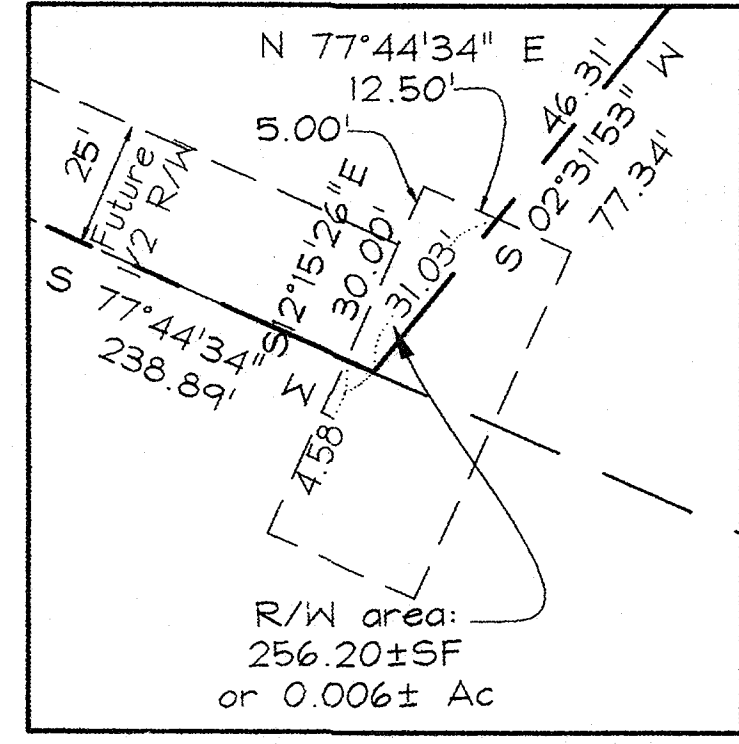 N 77°44'34" E
12.50'
5.00'
46.31'
S 02°31'53" W
77.34'
25'
Future
1/2 R/W
S 12°15'26" E
30.00'
31.03'
S 77°44'34" W
238.89'
4.58'
R/W area:
256.20±SF
or 0.006± Ac